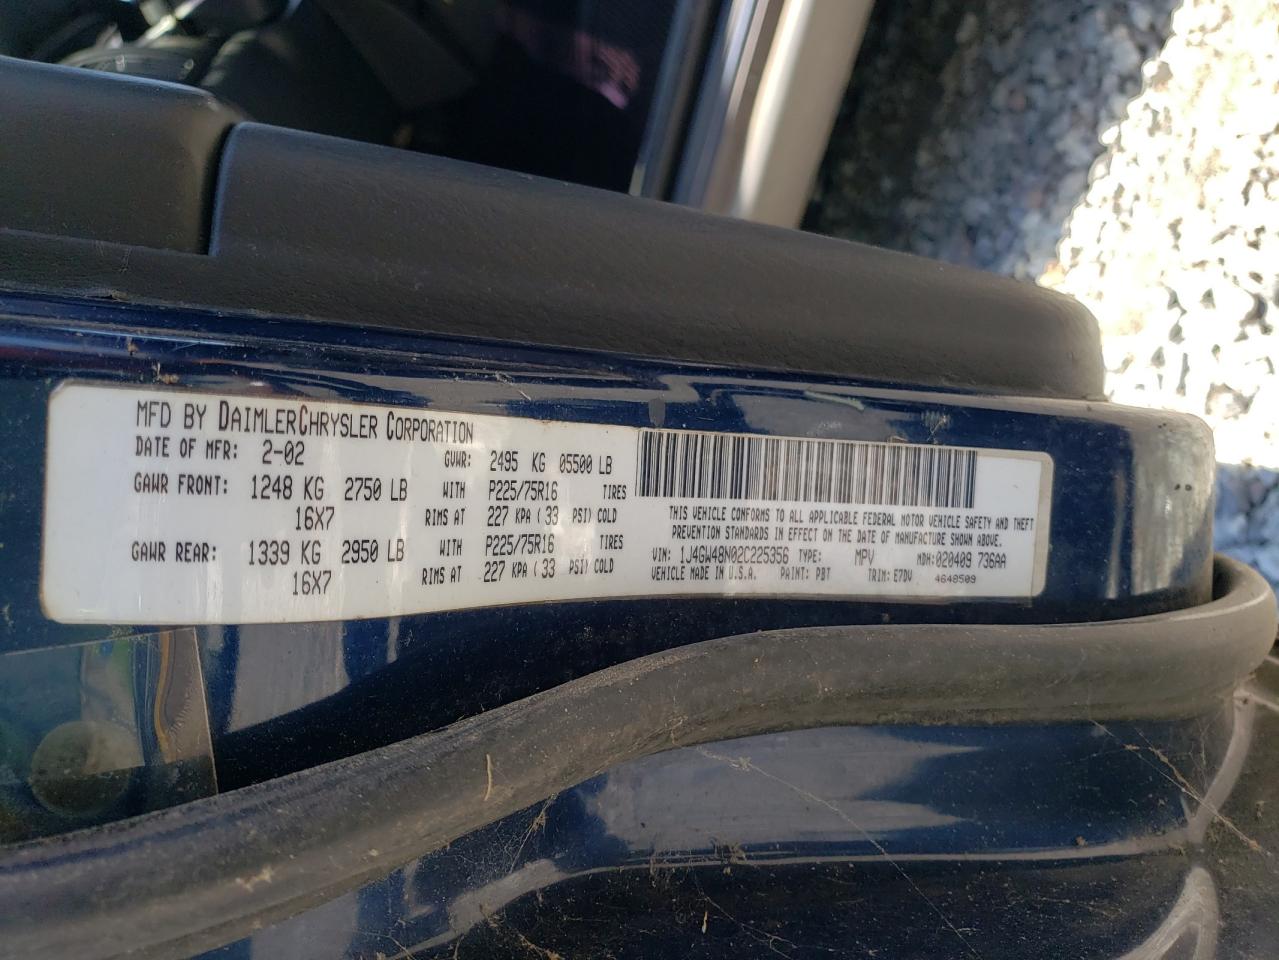 MFD BY DAIMLERCHRYSLER CORPORATION
DATE OF MFR: 2-02 GVWR: 2495 KG 05500 LB
GAWR FRONT: 1248 KG 2750 LB WITH P225/75R16 TIRES
16X7 RIMS AT 227 KPA ( 33 PSI) COLD
GAWR REAR: 1339 KG 2950 LB WITH P225/75R16 TIRES
16X7 RIMS AT 227 KPA ( 33 PSI) COLD
THIS VEHICLE CONFORMS TO ALL APPLICABLE FEDERAL MOTOR VEHICLE SAFETY AND THEFT
PREVENTION STANDARDS IN EFFECT ON THE DATE OF MANUFACTURE SHOWN ABOVE.
VIN: 1J4GW48N02C225356 TYPE: MPV MDH: 020409 736AA
VEHICLE MADE IN U.S.A. PAINT: PBT TRIM: E7DV 4648509